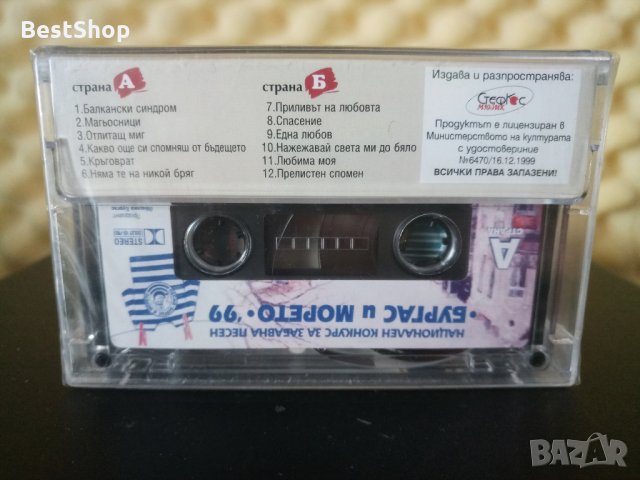 BestShop
страна А
1.Балкански синдром
2.Магьосници
3.Отлитащ миг
4.Какво още си спомняш от бъдещето
5.Кръговрат
6.Няма те на никой бряг
страна Б
7.Приливът на любовта
8.Спасение
9.Една любов
10.Нажежавай света ми до бяло
11.Любима моя
12.Прелистен спомен
Издава и разпространява:
Стефкос
МЮЗИК
Продуктът е лицензиран в
Министерството на културата
с удостоверение
№6470/16.12.1999
ВСИЧКИ ПРАВА ЗАПАЗЕНИ!
НАЦИОНАЛЕН КОНКУРС ЗА ЗАБАВНА ПЕСЕН
• БУРГАС и МОРЕТО • '99
СТРАНА
А
STEREO
BAZAR